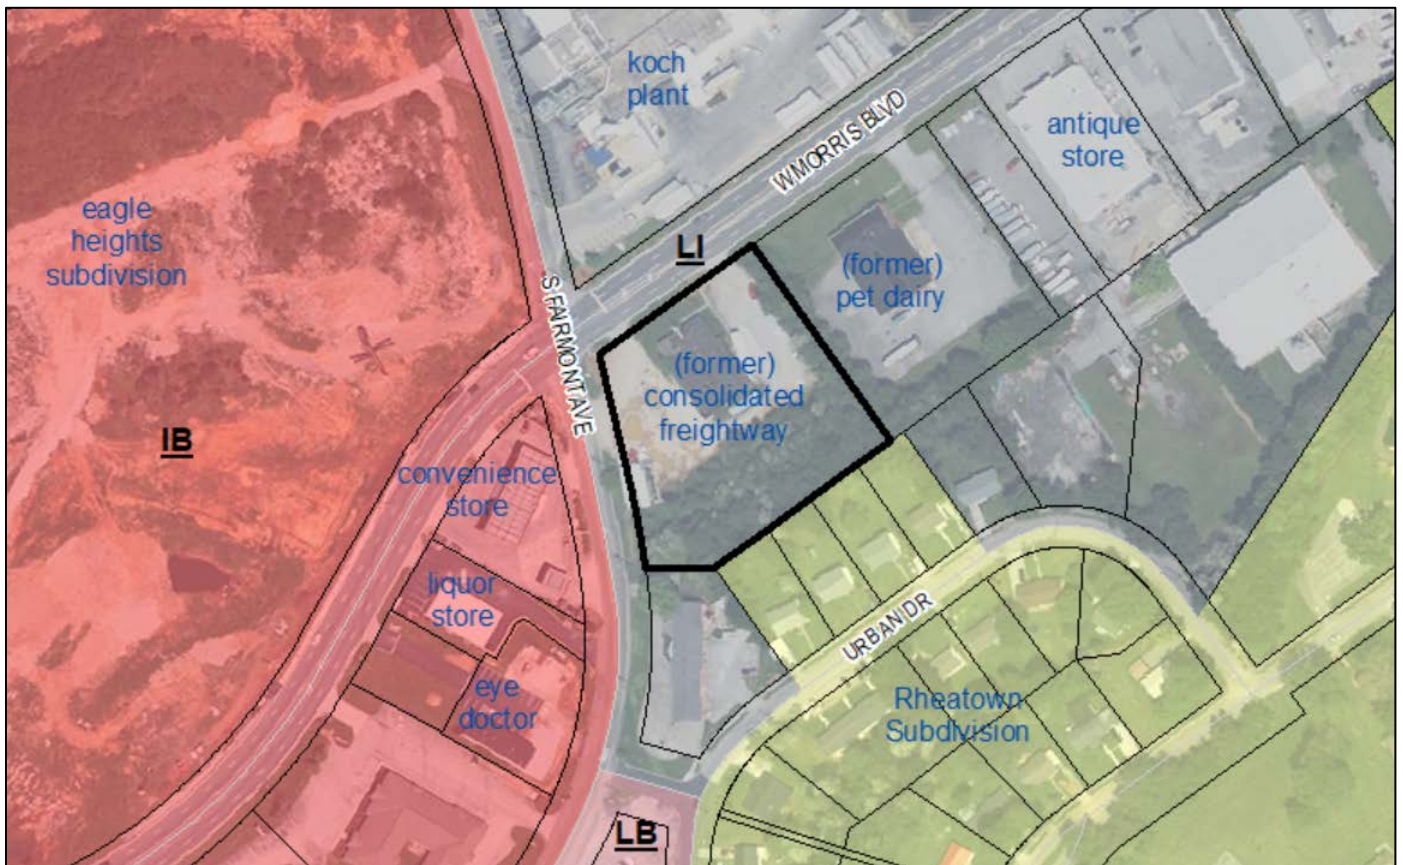 koch
plant
W MORRIS BLVD
antique
store
eagle
heights
subdivision
LI
(former)
pet dairy
S FAIRMONT AVE
(former)
consolidated
freightway
IB
convenience
store
liquor
store
URBAN DR
eye
doctor
Rheatown
Subdivision
LB